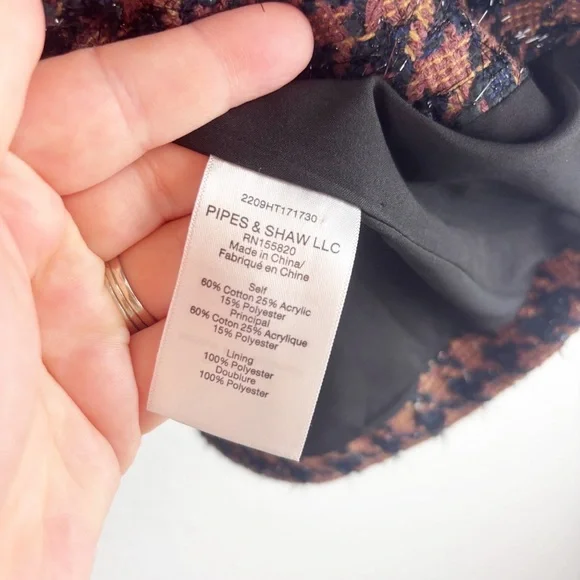 2209HT171730
PIPES & SHAW LLC
RN155820
Made in China/
Fabriqué en Chine
Self
60% Cotton 25% Acrylic
15% Polyester
Principal
60% Coton 25% Acrylique
15% Polyester
Lining
100% Polyester
Doublure
100% Polyester